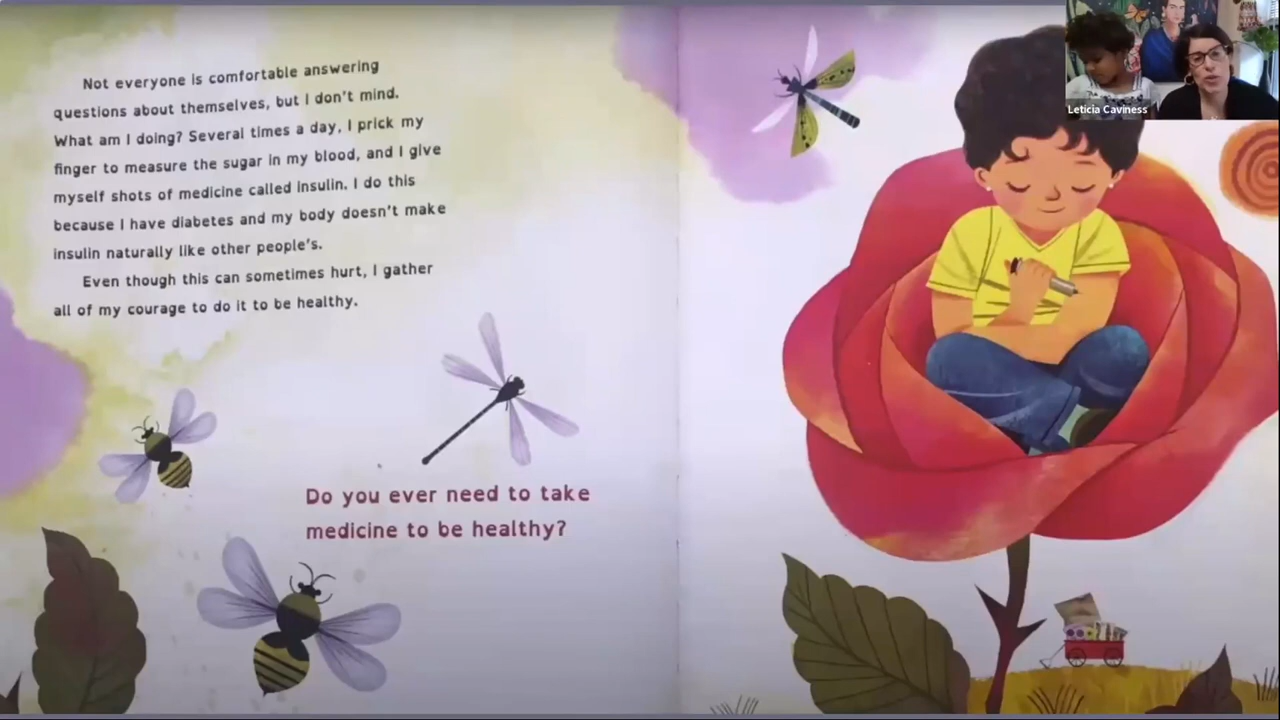 Not everyone is comfortable answering
questions about themselves, but I don't mind.
What am I doing? Several times a day, I prick my
finger to measure the sugar in my blood, and I give
myself shots of medicine called insulin. I do this
because I have diabetes and my body doesn't make
insulin naturally like other people's.
Even though this can sometimes hurt, I gather
all of my courage to do it to be healthy.
Do you ever need to take
medicine to be healthy?
Leticia Caviness